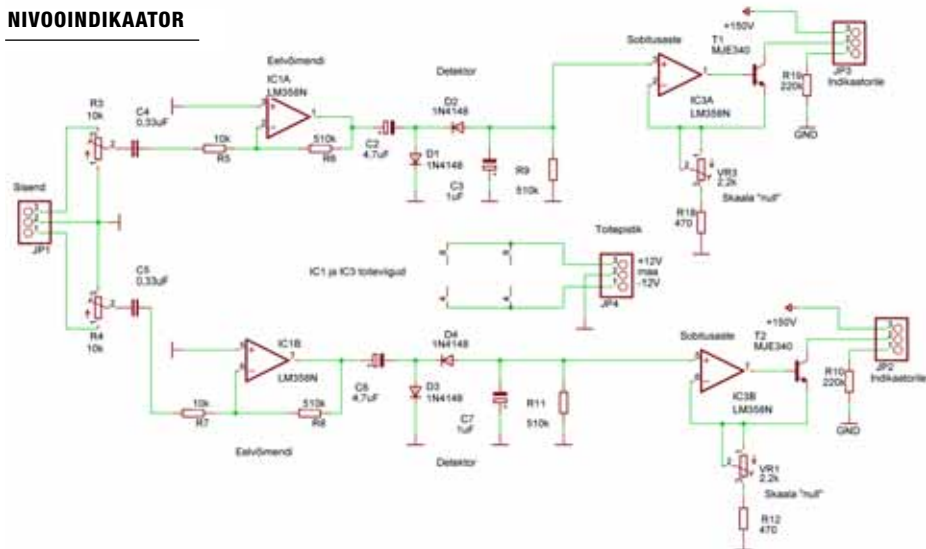 NIVOOINDIKAATOR
+150V
T1
MJE340
JP3
Indikaatorile
R19
220k
GND
Sobitusaste
IC3A
LM358N
VR3
2,2k
Skaala "null"
R18
470
Eelvõmendi
IC1A
LM358N
Detektor
D2
1N4148
R3
10k
C4
0,33uF
10k
R5
510k
R6
C2
4,7uF
D1
1N4148
C3
1uF
R9
510k
Sisend
JP1
IC1 ja IC3 toiteviigud
Toitepistik
+12V
maa
-12V
JP4
C5
0,33uF
R4
10k
IC1B
LM358N
10k
R7
510k
R8
Eelvõmendi
C6
4,7uF
D4
1N4148
D3
1N4148
C7
1uF
R11
510k
Detektor
Sobitusaste
+150V
T2
MJE340
IC3B
LM358N
R10
220k
GND
JP2
Indikaatorile
VR1
2,2k
Skaala "null"
R12
470